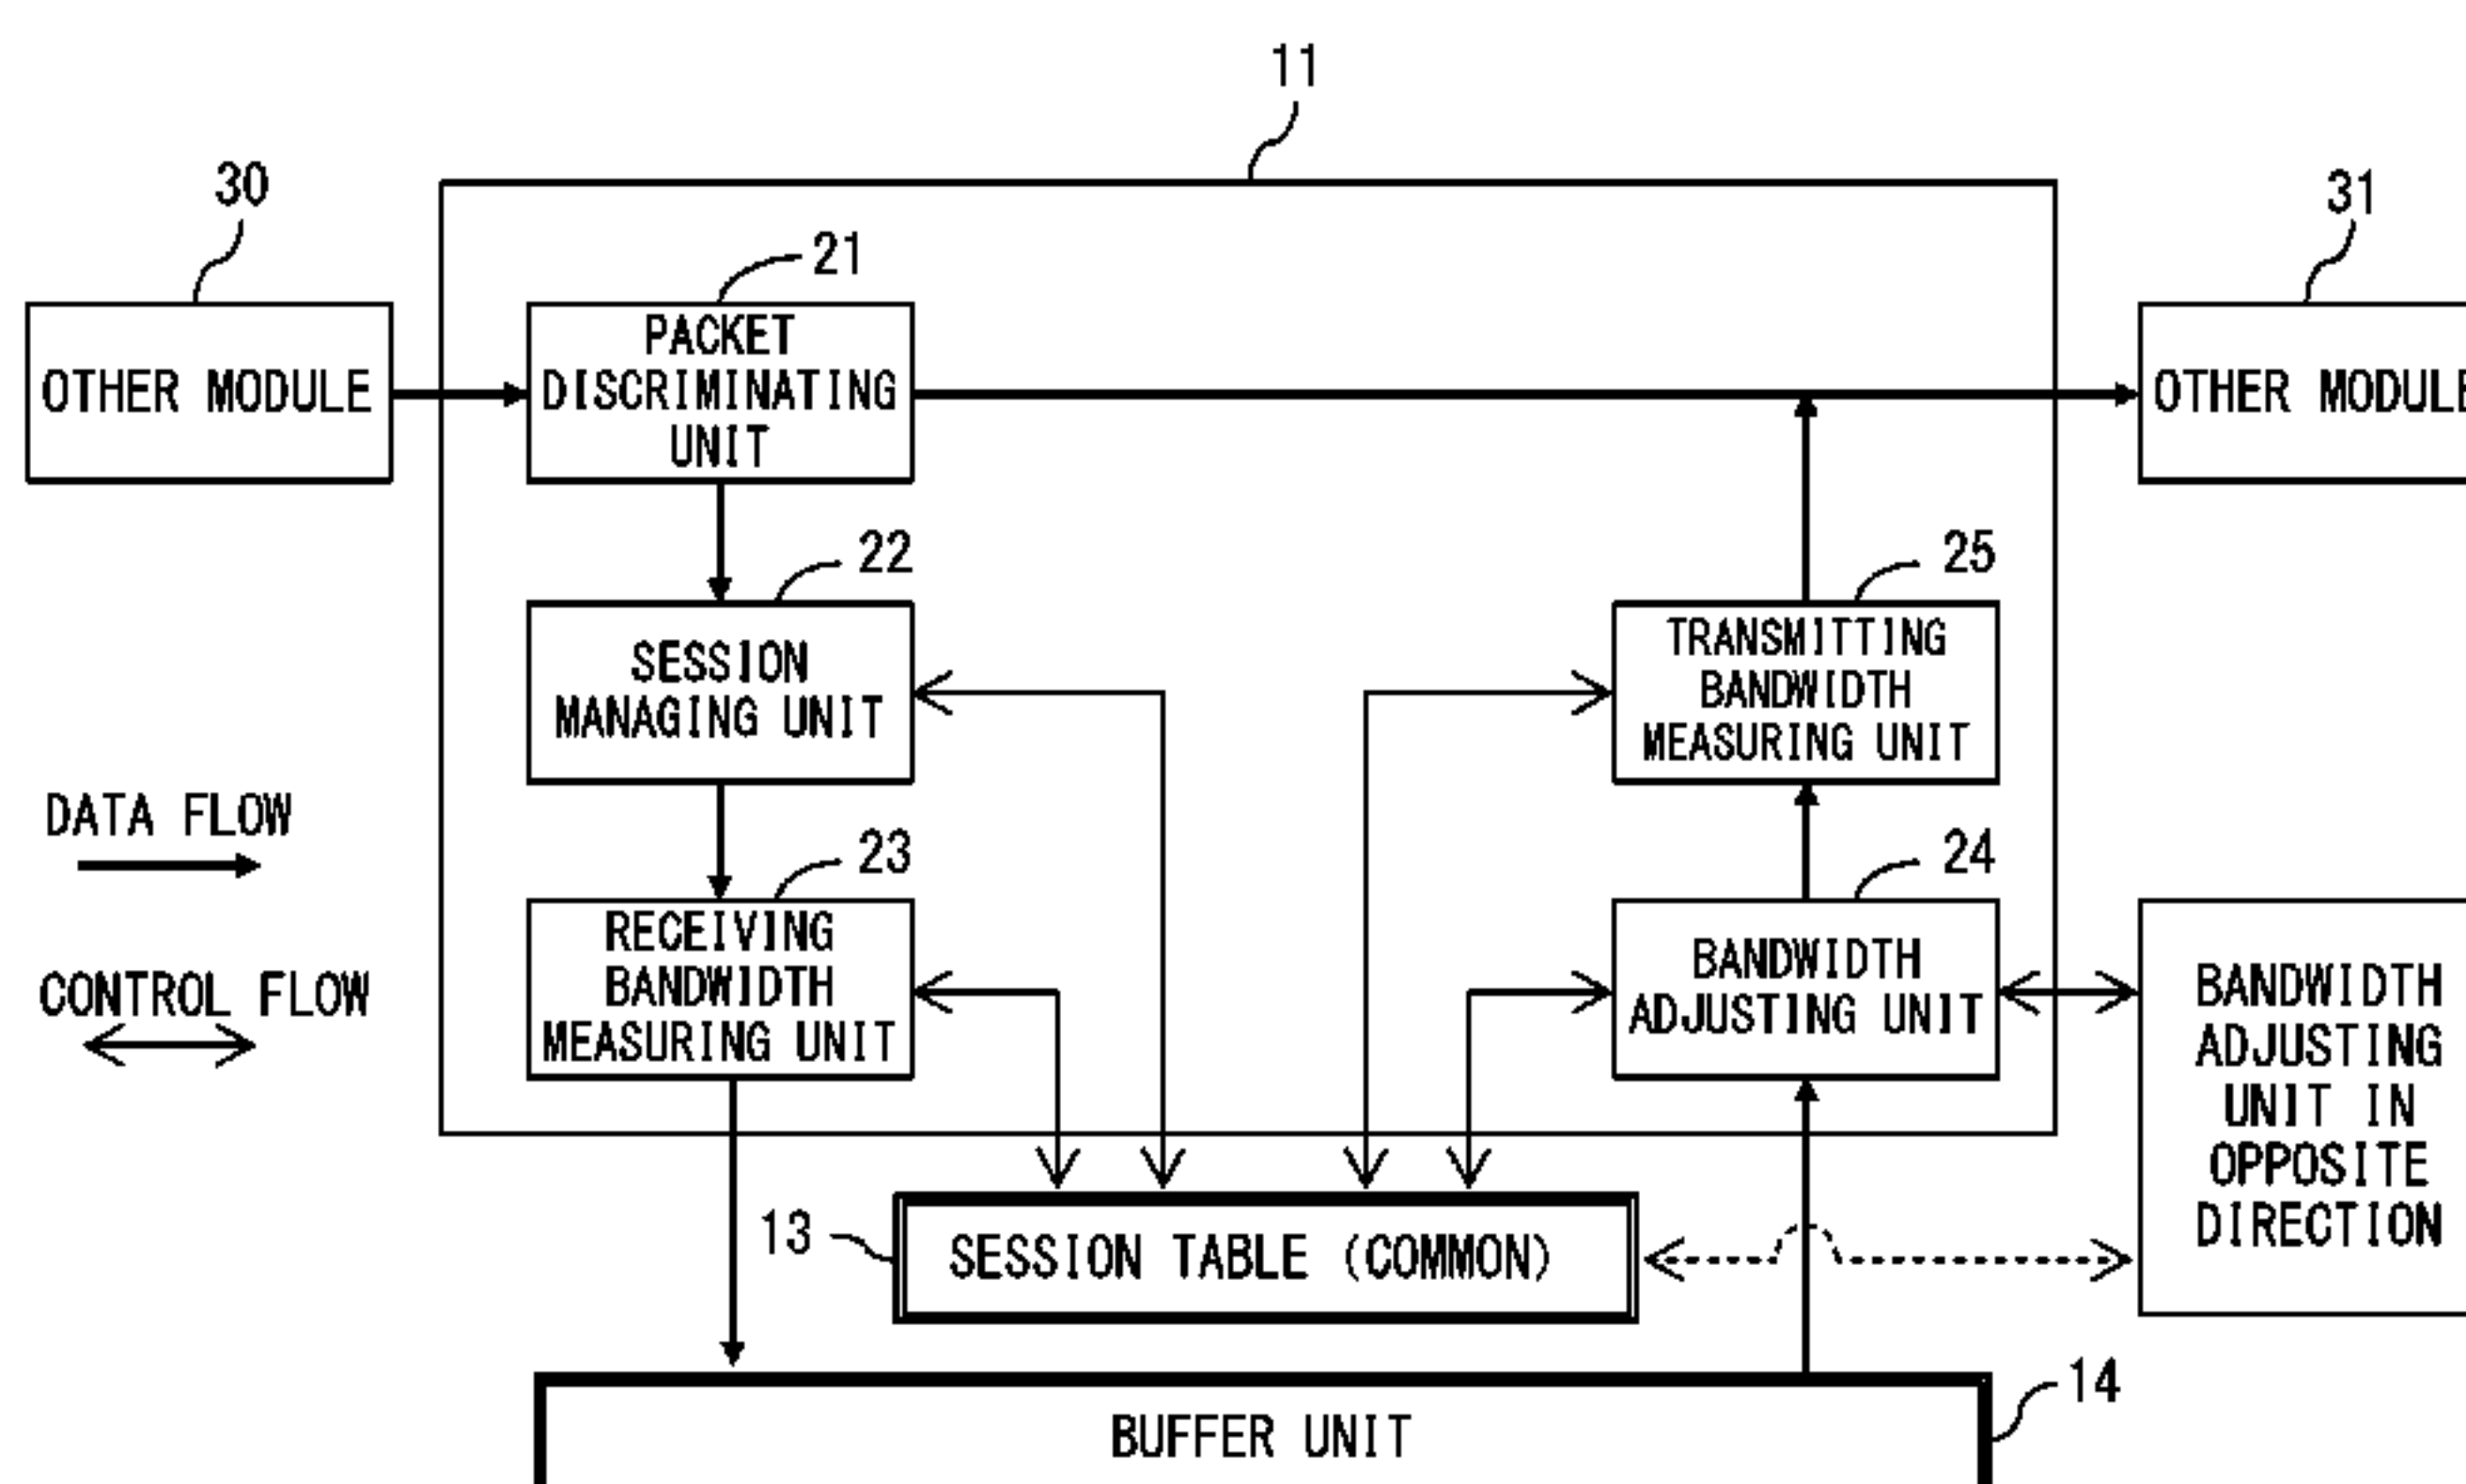 11
30
31
21
OTHER MODULE
PACKET
DISCRIMINATING
UNIT
OTHER MODULE
22
25
SESSION
MANAGING UNIT
TRANSMITTING
BANDWIDTH
MEASURING UNIT
DATA FLOW
23
24
RECEIVING
BANDWIDTH
MEASURING UNIT
BANDWIDTH
ADJUSTING UNIT
CONTROL FLOW
BANDWIDTH
ADJUSTING
UNIT IN
OPPOSITE
DIRECTION
13
SESSION TABLE (COMMON)
14
BUFFER UNIT